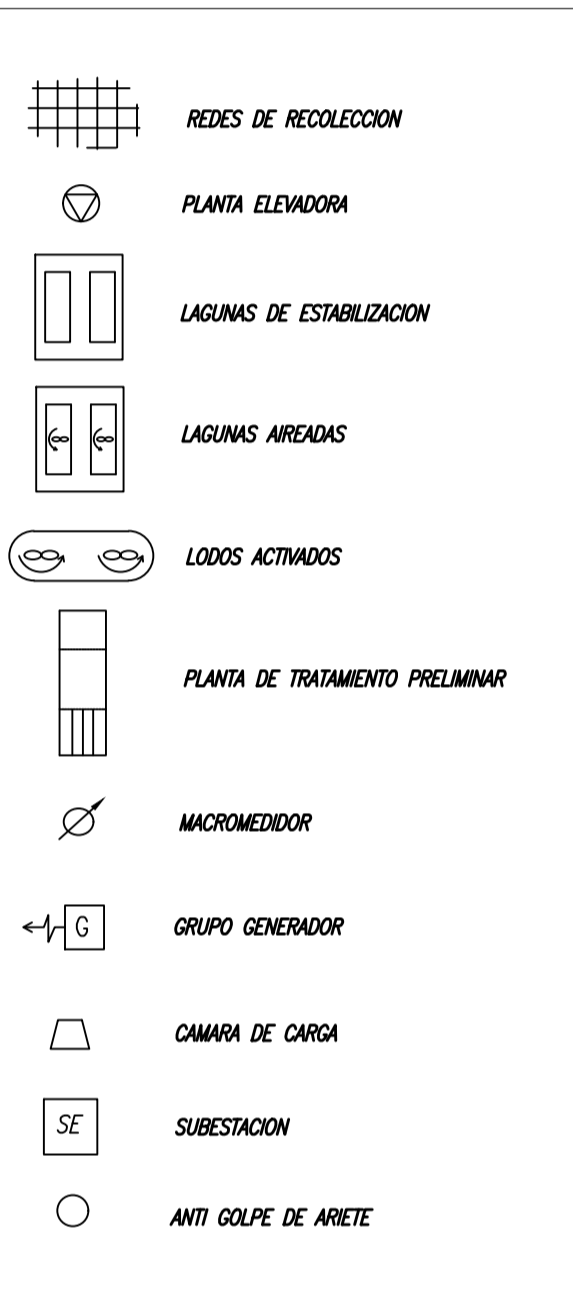 REDES DE RECOLECCION
PLANTA ELEVADORA
LAGUNAS DE ESTABILIZACION
LAGUNAS AIREADAS
LODOS ACTIVADOS
PLANTA DE TRATAMIENTO PRELIMINAR
MACROMEDIDOR
G GRUPO GENERADOR
CAMARA DE CARGA
SE SUBESTACION
ANTI GOLPE DE ARIETE